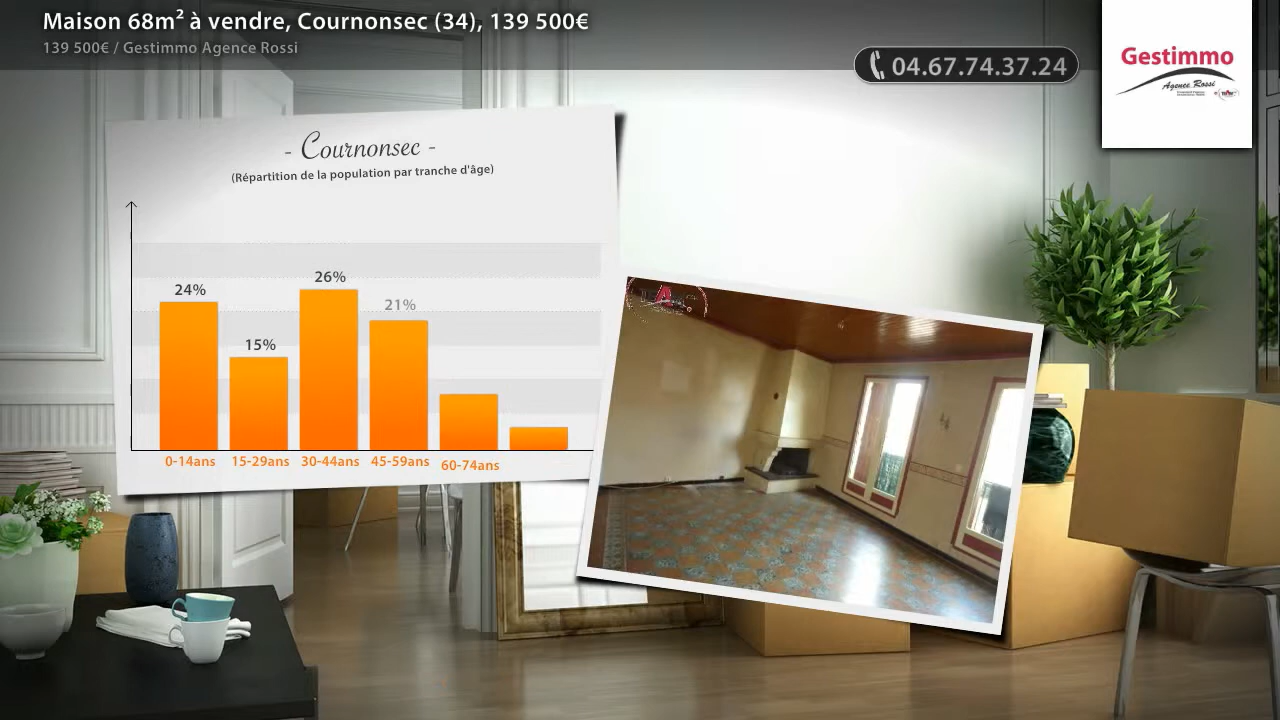 Maison 68m² à vendre, Cournonsec (34), 139 500€
139 500€ / Gestimmo Agence Rossi
04.67.74.37.24
Gestimmo
Agence Rossi
- Cournonsec -
(Répartition de la population par tranche d'âge)
24%
15%
26%
21%
0-14ans
15-29ans
30-44ans
45-59ans
60-74ans